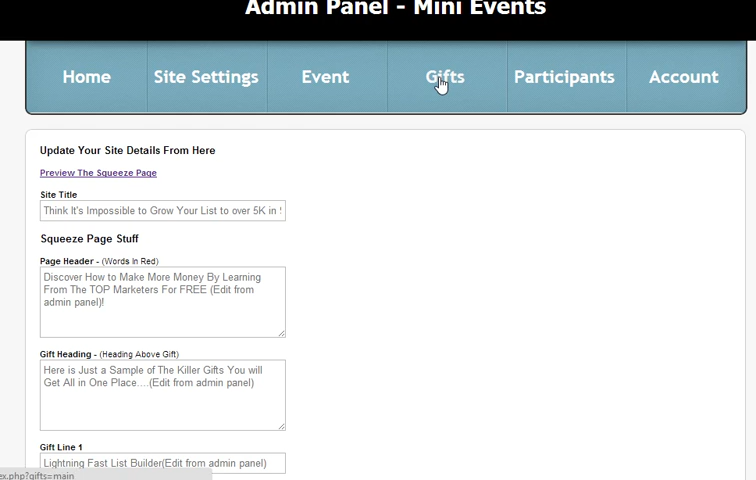 Admin Panel - Mini Events
Home Site Settings Event Gifts Participants Account
Update Your Site Details From Here
Preview The Squeeze Page
Site Title
Think It's Impossible to Grow Your List to over 5K in
Squeeze Page Stuff
Page Header - (Words In Red)
Discover How to Make More Money By Learning
From The TOP Marketers For FREE (Edit from
admin panel)!
Gift Heading - (Heading Above Gift)
Here is Just a Sample of The Killer Gifts You will
Get All in One Place....(Edit from admin panel)
Gift Line 1
Lightning Fast List Builder(Edit from admin panel)
ex.php?gifts=main